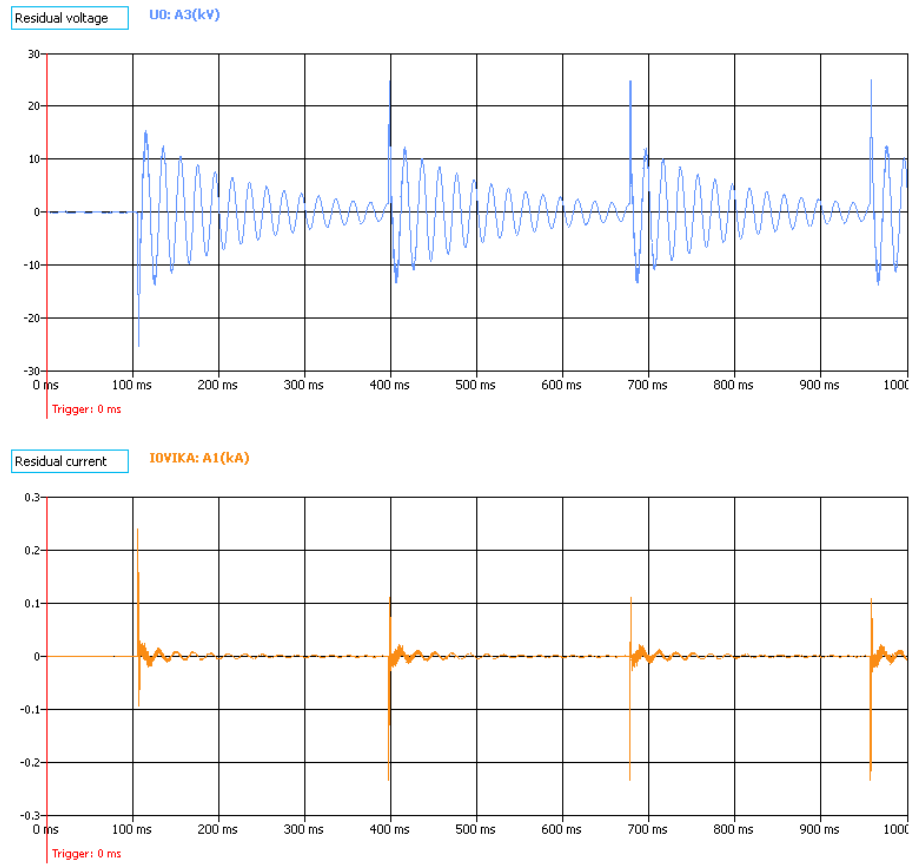 Residual voltage U0: A3(kV)
30
20
10
0
-10
-20
-30
0 ms 100 ms 200 ms 300 ms 400 ms 500 ms 600 ms 700 ms 800 ms 900 ms 1000
Trigger: 0 ms
Residual current I0VIKA: A1(kA)
0.3
0.2
0.1
0
-0.1
-0.2
-0.3
0 ms 100 ms 200 ms 300 ms 400 ms 500 ms 600 ms 700 ms 800 ms 900 ms 1000
Trigger: 0 ms